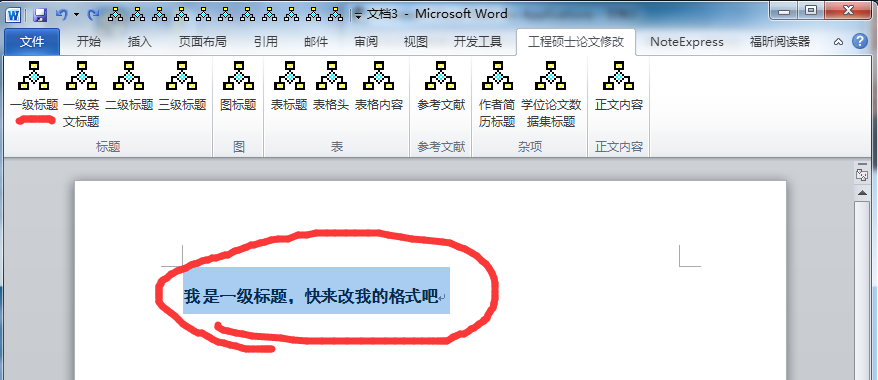 文档3 - Microsoft Word
文件 开始 插入 页面布局 引用 邮件 审阅 视图 开发工具 工程硕士论文修改 NoteExpress 福昕阅读器
一级标题 一级英 二级标题 三级标题 图标题 表标题 表格头 表格内容 参考文献 作者简 学位论文数 正文内容
文标题 历标题 据集标题
标题 图 表 参考文献 杂项 正文内容
我是一级标题，快来改我的格式吧